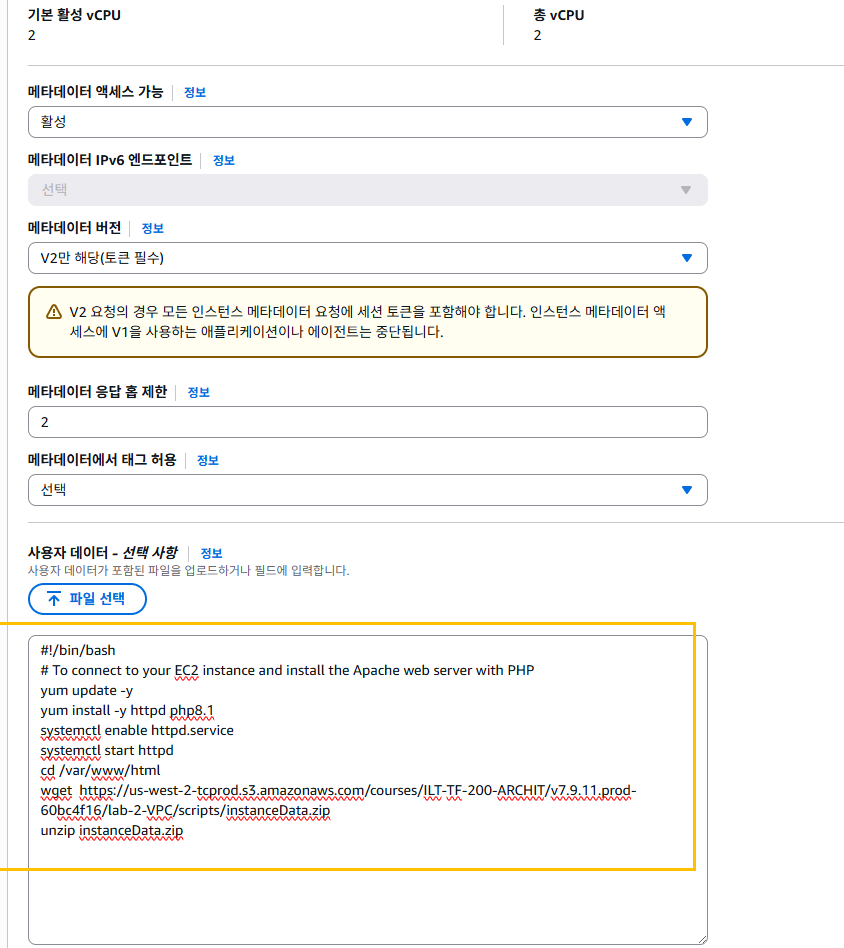 기본 활성 vCPU
총 vCPU
2
2
메타데이터 액세스 가능
정보
활성
메타데이터 IPv6 엔드포인트
정보
선택
메타데이터 버전
정보
V2만 해당(토큰 필수)
V2 요청의 경우 모든 인스턴스 메타데이터 요청에 세션 토큰을 포함해야 합니다. 인스턴스 메타데이터 액
세스에 V1을 사용하는 애플리케이션이나 에이전트는 중단됩니다.
메타데이터 응답 홉 제한
정보
2
메타데이터에서 태그 허용
정보
선택
사용자 데이터 - 선택 사항
정보
사용자 데이터가 포함된 파일을 업로드하거나 필드에 입력합니다.
파일 선택
#!/bin/bash
# To connect to your EC2 instance and install the Apache web server with PHP
yum update -y
yum install -y httpd php8.1
systemctl enable httpd.service
systemctl start httpd
cd /var/www/html
wget  https://us-west-2-tcprod.s3.amazonaws.com/courses/ILT-TF-200-ARCHIT/v7.9.11.prod-
60bc4f16/lab-2-VPC/scripts/instanceData.zip
unzip instanceData.zip